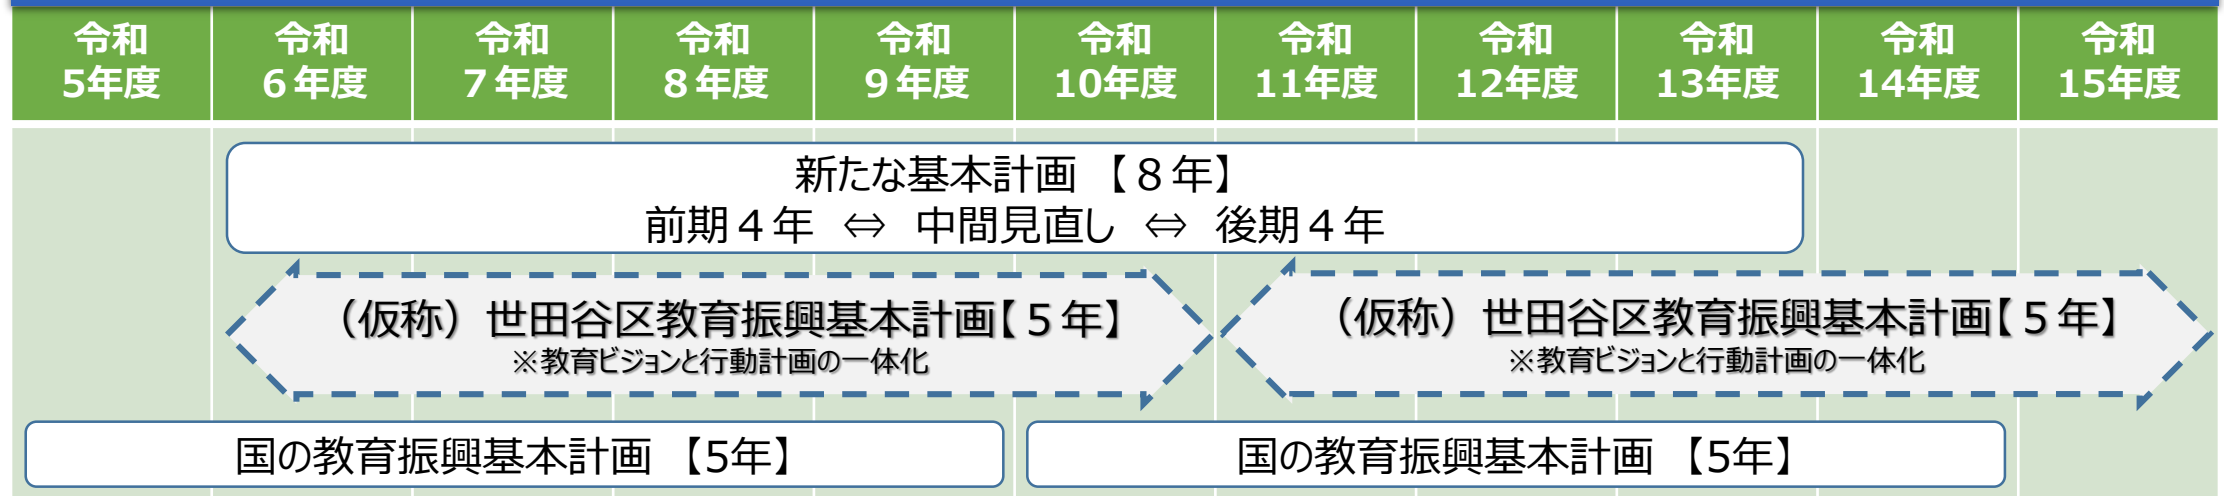 令和
5年度
令和
６年度
令和
７年度
令和
８年度
令和
９年度
令和
10年度
令和
11年度
令和
12年度
令和
13年度
令和
14年度
令和
15年度
新たな基本計画 【８年】
前期４年 ⇔ 中間見直し ⇔ 後期４年
（仮称）世田谷区教育振興基本計画【５年】
※教育ビジョンと行動計画の一体化
（仮称）世田谷区教育振興基本計画【５年】
※教育ビジョンと行動計画の一体化
国の教育振興基本計画 【5年】
国の教育振興基本計画 【5年】